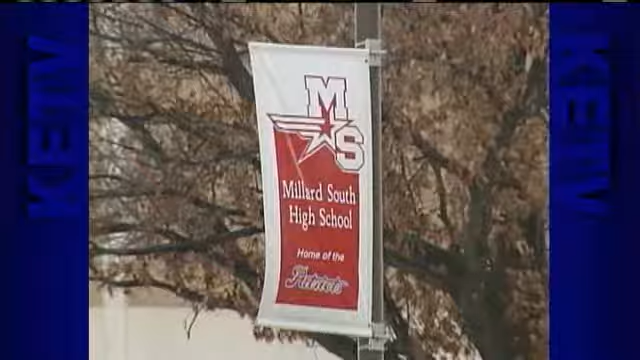 KETV
KETV
M
S
Millard South
High School
Home of the
Patriots